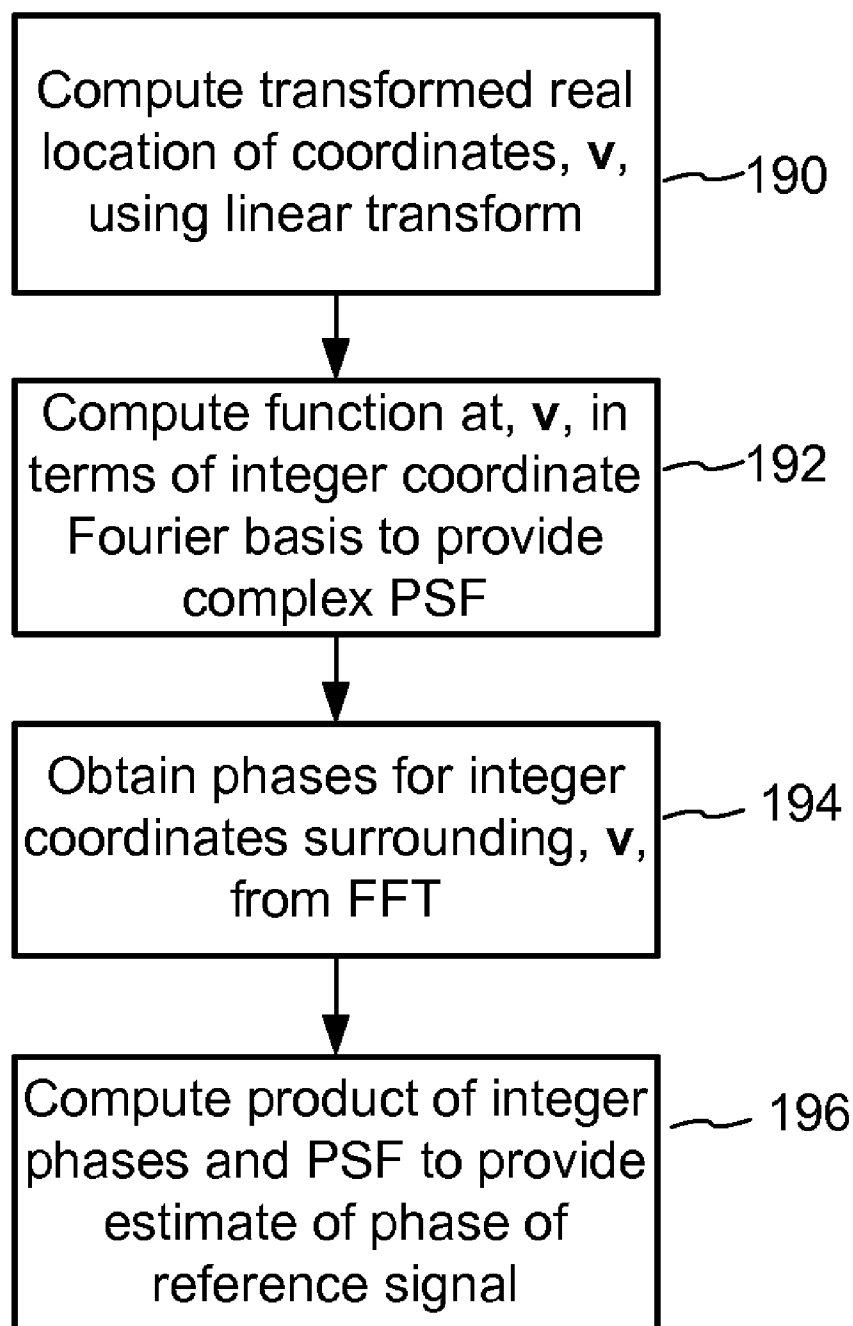 Compute transformed real
location of coordinates, v,
using linear transform
190
Compute function at, v, in
terms of integer coordinate
Fourier basis to provide
complex PSF
192
Obtain phases for integer
coordinates surrounding, v,
from FFT
194
Compute product of integer
phases and PSF to provide
estimate of phase of
reference signal
196